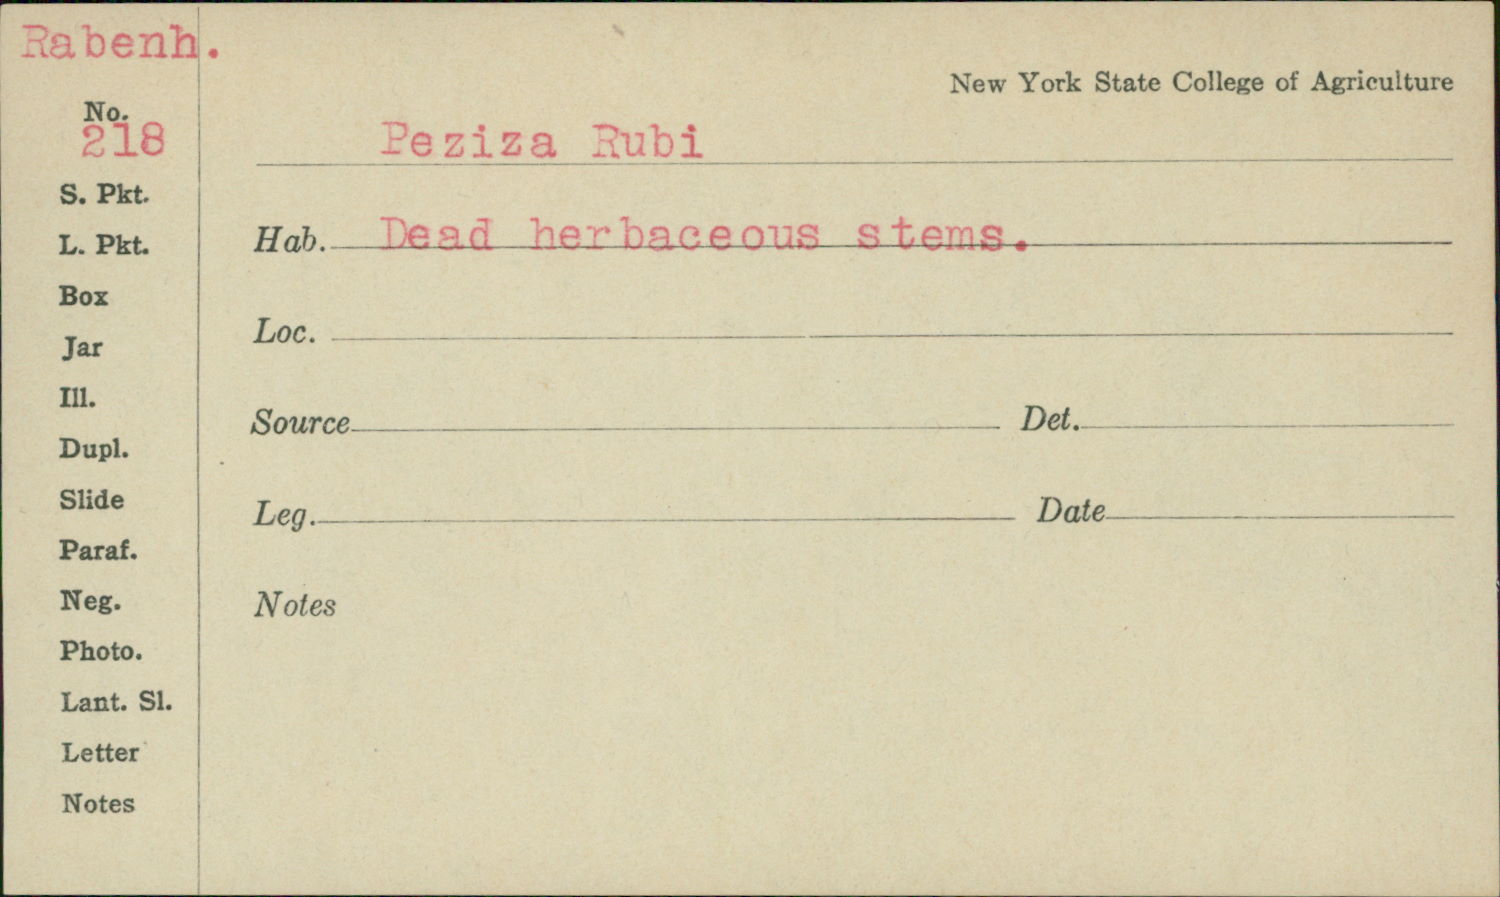 Rabenh.
New York State College of Agriculture
No.
218
Peziza Rubi
S. Pkt.
Hab. Dead herbaceous stems.
L. Pkt.
Box
Loc.
Jar
Ill.
Source Det.
Dupl.
Slide
Leg. Date
Paraf.
Neg.
Notes
Photo.
Lant. Sl.
Letter
Notes